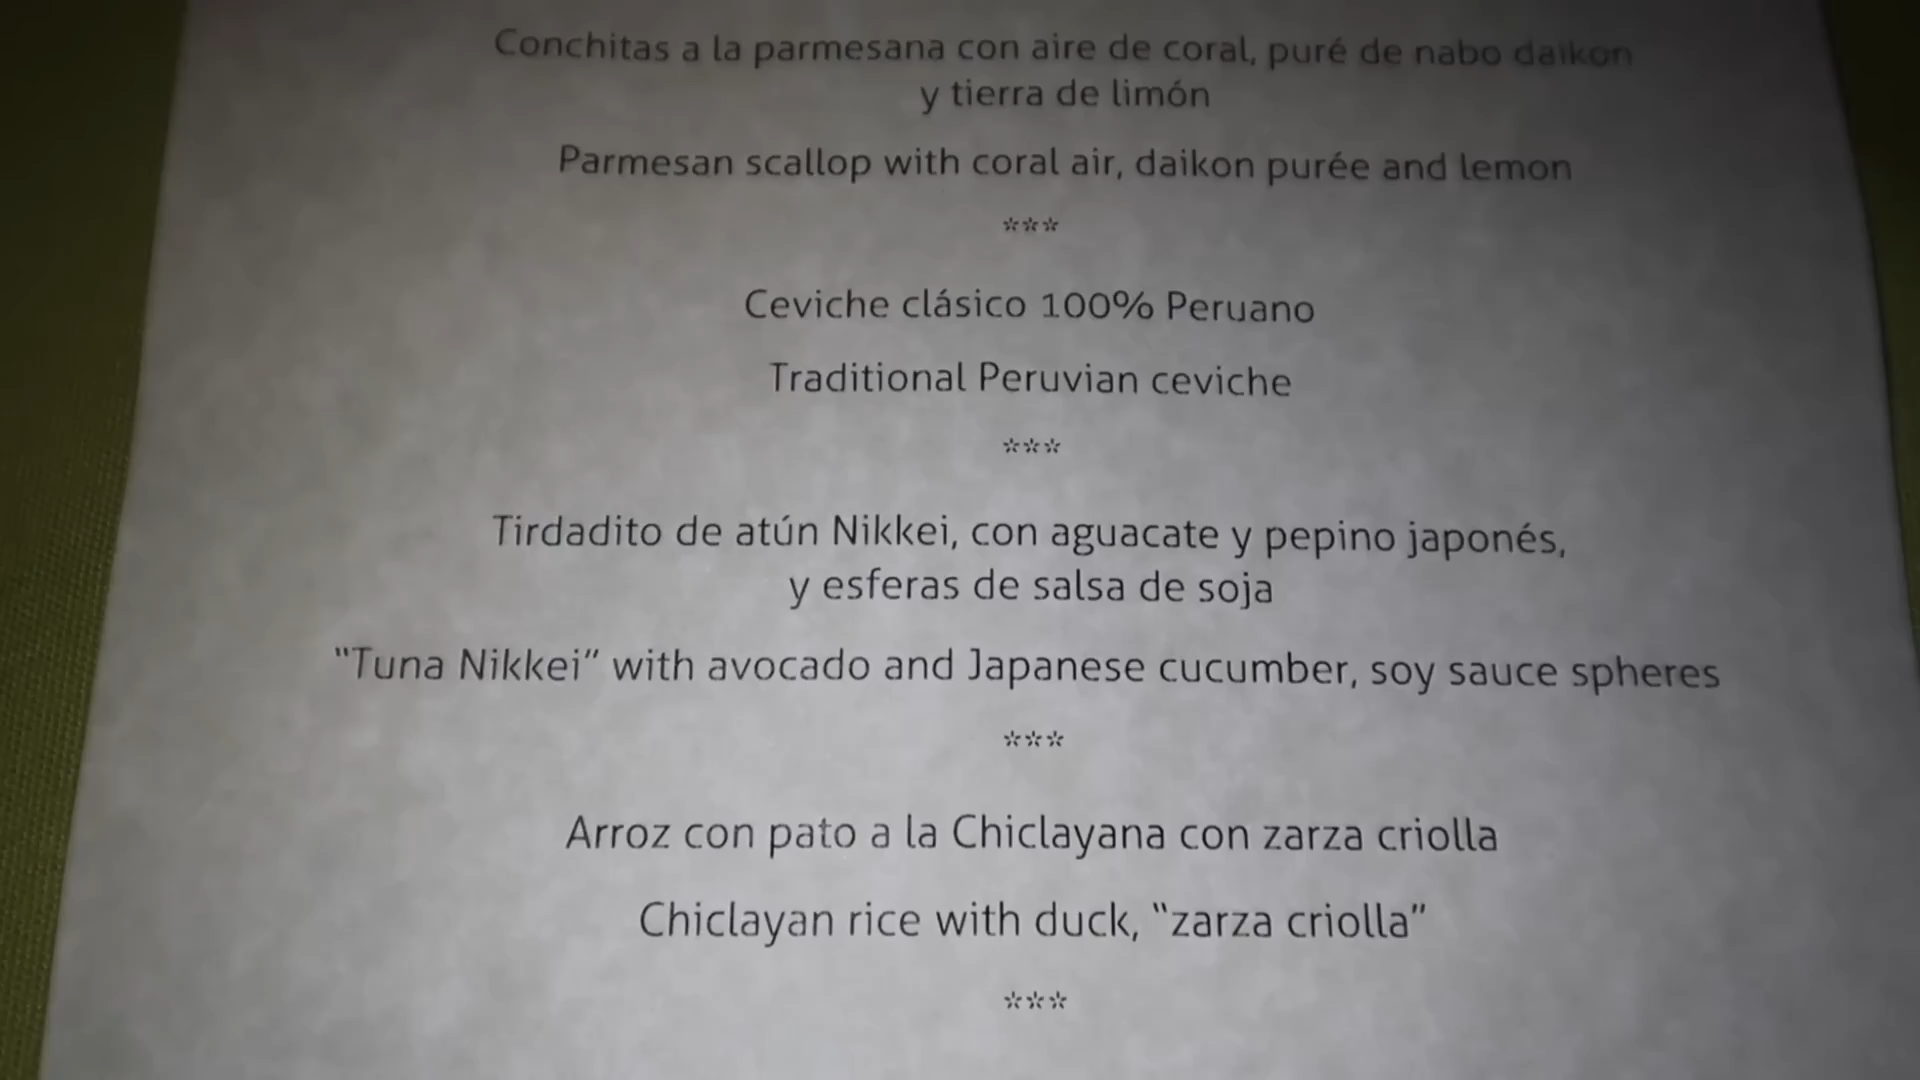 Conchitas a la parmesana con aire de coral, puré de nabo daikon
y tierra de limón
Parmesan scallop with coral air, daikon purée and lemon
***
Ceviche clásico 100% Peruano
Traditional Peruvian ceviche
***
Tirdadito de atún Nikkei, con aguacate y pepino japonés,
y esferas de salsa de soja
“Tuna Nikkei” with avocado and Japanese cucumber, soy sauce spheres
***
Arroz con pato a la Chiclayana con zarza criolla
Chiclayan rice with duck, “zarza criolla”
***